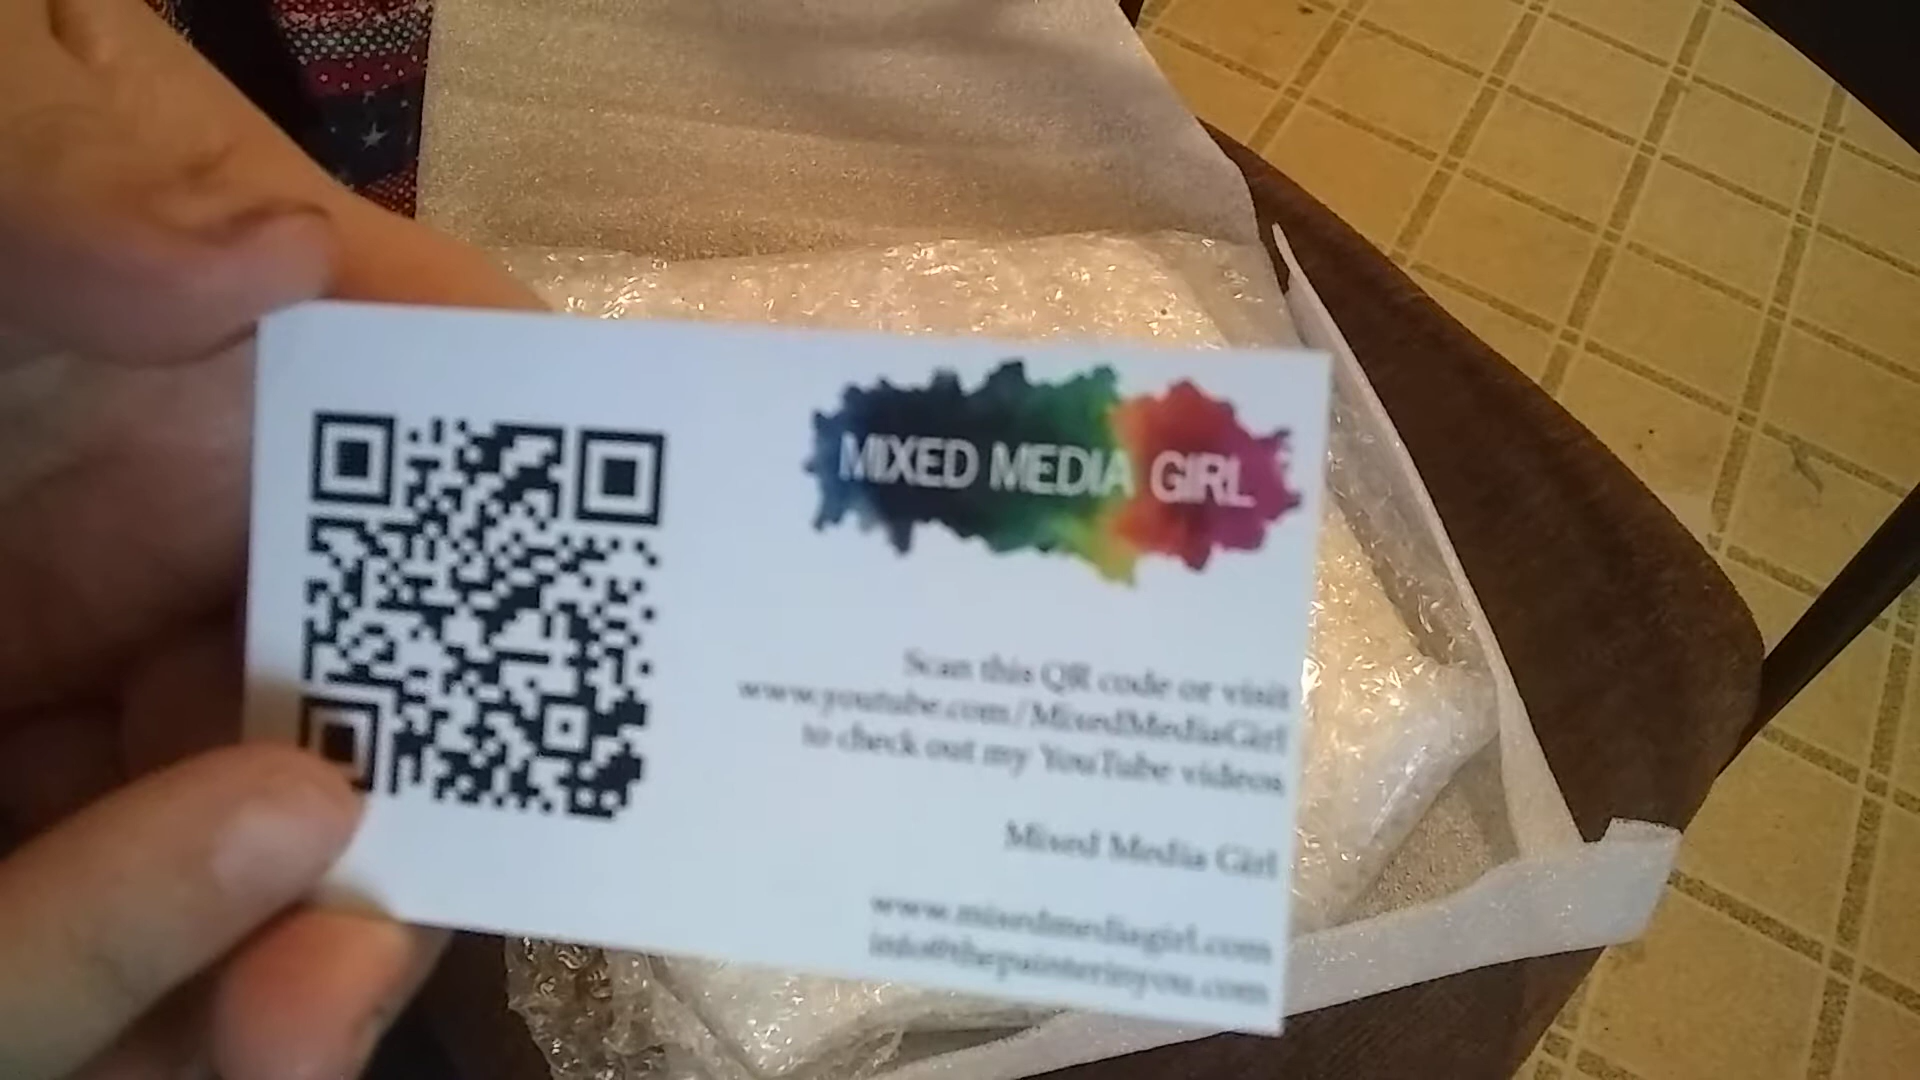 MIXED MEDIA GIRL
Scan this QR code or visit
www.youtube.com/MixedMediaGirl
to check out my YouTube videos
Mixed Media Girl
www.mixedmediagirl.com
info@thepainterinyou.com